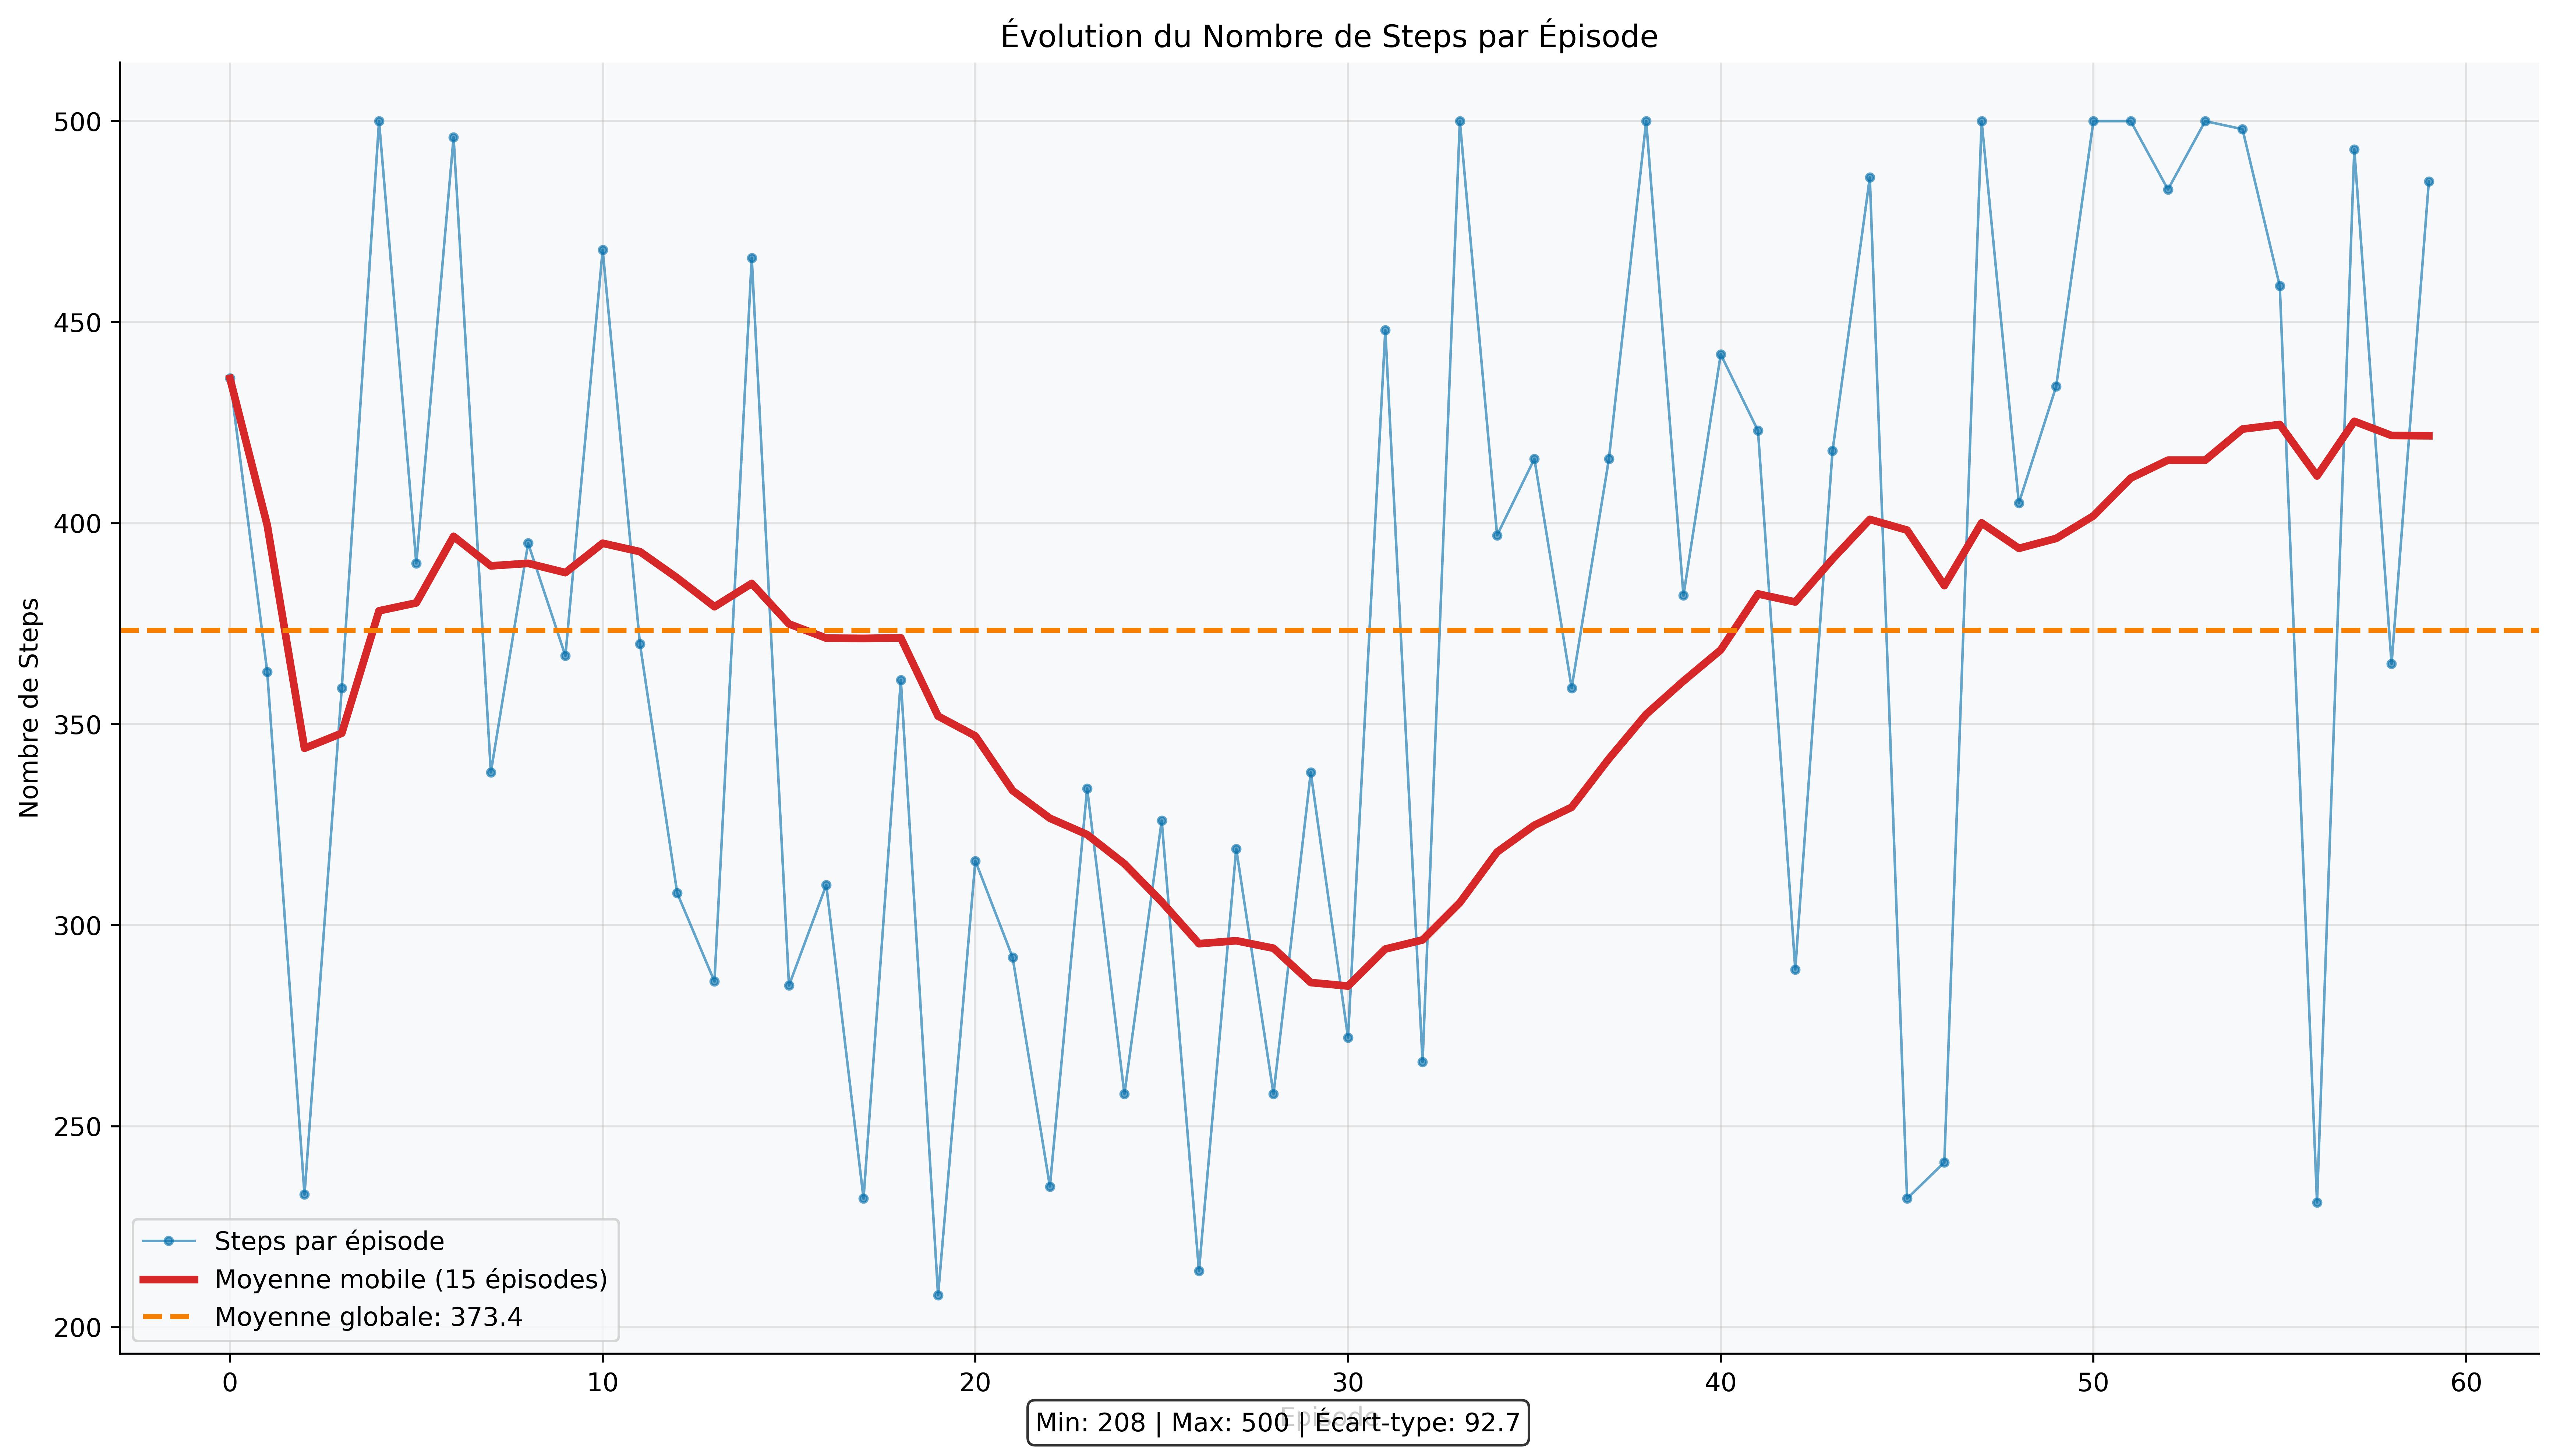 Évolution du Nombre de Steps par Épisode
Nombre de Steps
500
450
400
350
300
250
200
Steps par épisode
Moyenne mobile (15 épisodes)
Moyenne globale: 373.4
0 10 20 30 40 50 60
Épisode
Min: 208 | Max: 500 | Écart-type: 92.7